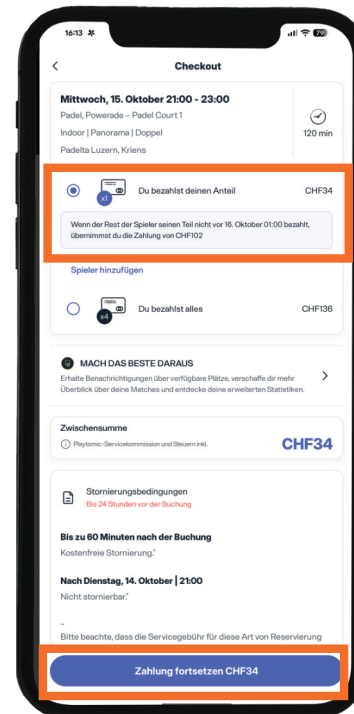 16:13
79
Checkout
Mittwoch, 15. Oktober 21:00 - 23:00
Padel, Powerade – Padel Court 1
Indoor | Panorama | Doppel
Padelta Luzern, Kriens
120 min
x1
Du bezahlst deinen Anteil
CHF34
Wenn der Rest der Spieler seinen Teil nicht vor 16. Oktober 01:00 bezahlt,
übernimmst du die Zahlung von CHF102
Spieler hinzufügen
x4
Du bezahlst alles
CHF136
MACH DAS BESTE DARAUS
Erhalte Benachrichtigungen über verfügbare Plätze, verschaffe dir mehr
Überblick über deine Matches und entdecke deine erweiterten Statistiken.
Zwischensumme
Playtomic-Servicekommission und Steuern inkl.
CHF34
Stornierungsbedingungen
Bis 24 Stunden vor der Buchung
Bis zu 60 Minuten nach der Buchung
Kostenfreie Stornierung.*
Nach Dienstag, 14. Oktober | 21:00
Nicht stornierbar.*
–
Bitte beachte, dass die Servicegebühr für diese Art von Reservierung
Zahlung fortsetzen CHF34